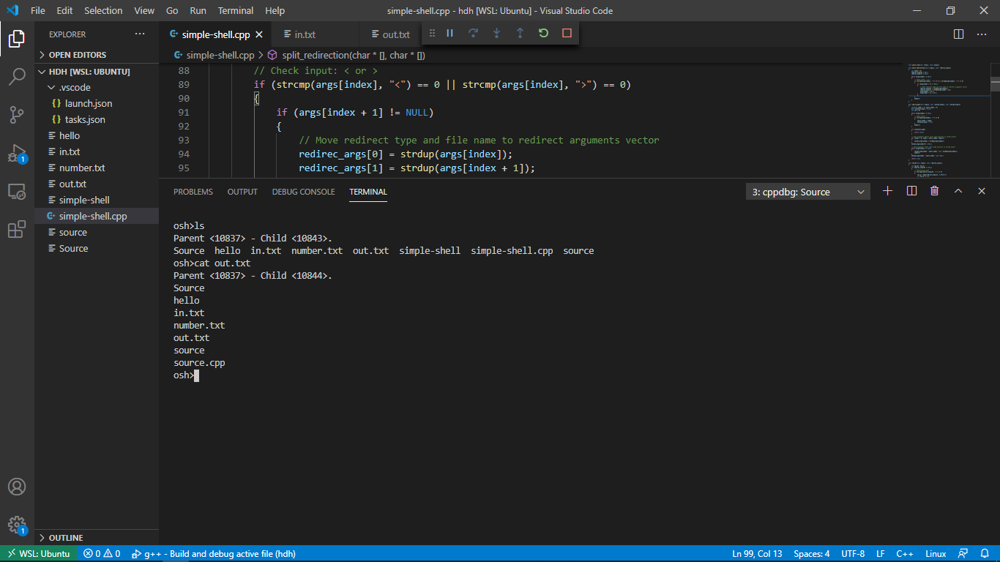 File Edit Selection View Go Run Terminal Help simple-shell.cpp - hdh [WSL: Ubuntu] - Visual Studio Code
EXPLORER
simple-shell.cpp in.txt out.txt
OPEN EDITORS
simple-shell.cpp > split_redirection(char * [], char * [])
HDH [WSL: UBUNTU]
.vscode
launch.json
tasks.json
hello
in.txt
number.txt
out.txt
simple-shell
simple-shell.cpp
source
Source
OUTLINE
88 // Check input: < or >
89 if (strcmp(args[index], "<") == 0 || strcmp(args[index], ">") == 0)
90 {
91 if (args[index + 1] != NULL)
92 {
93 // Move redirect type and file name to redirect arguments vector
94 redirec_args[0] = strdup(args[index]);
95 redirec_args[1] = strdup(args[index + 1]);
PROBLEMS OUTPUT DEBUG CONSOLE TERMINAL 3: cppdbg: Source
osh>ls
Parent <10837> - Child <10843>.
Source hello in.txt number.txt out.txt simple-shell simple-shell.cpp source
osh>cat out.txt
Parent <10837> - Child <10844>.
Source
hello
in.txt
number.txt
out.txt
source
source.cpp
osh>
1
1
WSL: Ubuntu 0 0 g++ - Build and debug active file (hdh) Ln 99, Col 13 Spaces: 4 UTF-8 LF C++ Linux